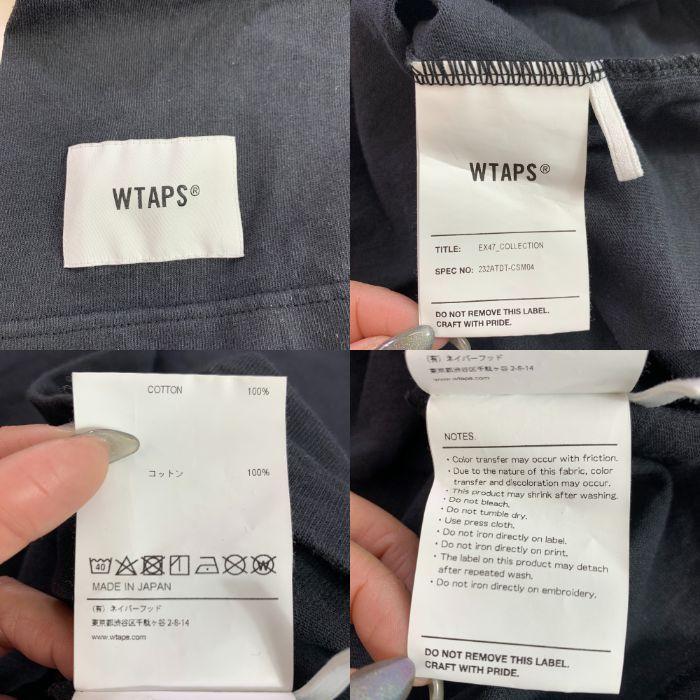 WTAPS®
WTAPS®
TITLE: EX47_COLLECTION
SPEC NO: 232ATDT-CSM04
DO NOT REMOVE THIS LABEL.
CRAFT WITH PRIDE.
COTTON 100%
コットン 100%
40
MADE IN JAPAN
(有) ネイバーフッド
東京都渋谷区千駄ヶ谷 2-8-14
www.wtaps.com
(有) ネイバーフッド
東京都渋谷区千駄ヶ谷 2-8-14
www.wtaps.com
NOTES.
・Color transfer may occur with friction.
・Due to the nature of this fabric, color
transfer and discoloration may occur.
・This product may shrink after washing.
・Do not bleach.
・Do not tumble dry.
・Use press cloth.
・Do not iron directly on label.
・Do not iron directly on print.
・The label on this product may detach
after repeated wash.
・Do not iron directly on embroidery.
DO NOT REMOVE THIS LABEL.
CRAFT WITH PRIDE.